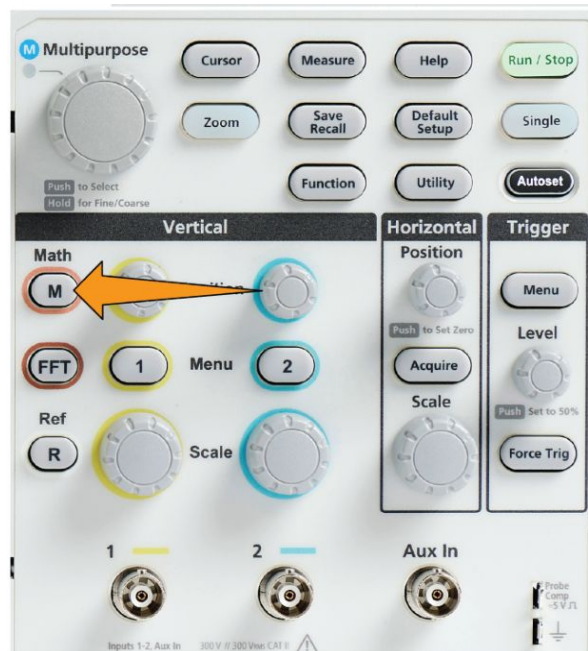 M Multipurpose
Cursor
Measure
Help
Run / Stop
Zoom
Save
Recall
Default
Setup
Single
Push to Select
Hold for Fine/Coarse
Function
Utility
Autoset
Vertical
Horizontal
Trigger
Math
Position
M
Menu
Push to Set Zero
Level
FFT
1
Menu
2
Acquire
Push Set to 50%
Ref
R
Scale
Scale
Force Trig
1
2
Aux In
Probe
Comp
~5 V
Inputs 1-2, Aux In 300 V CAT II